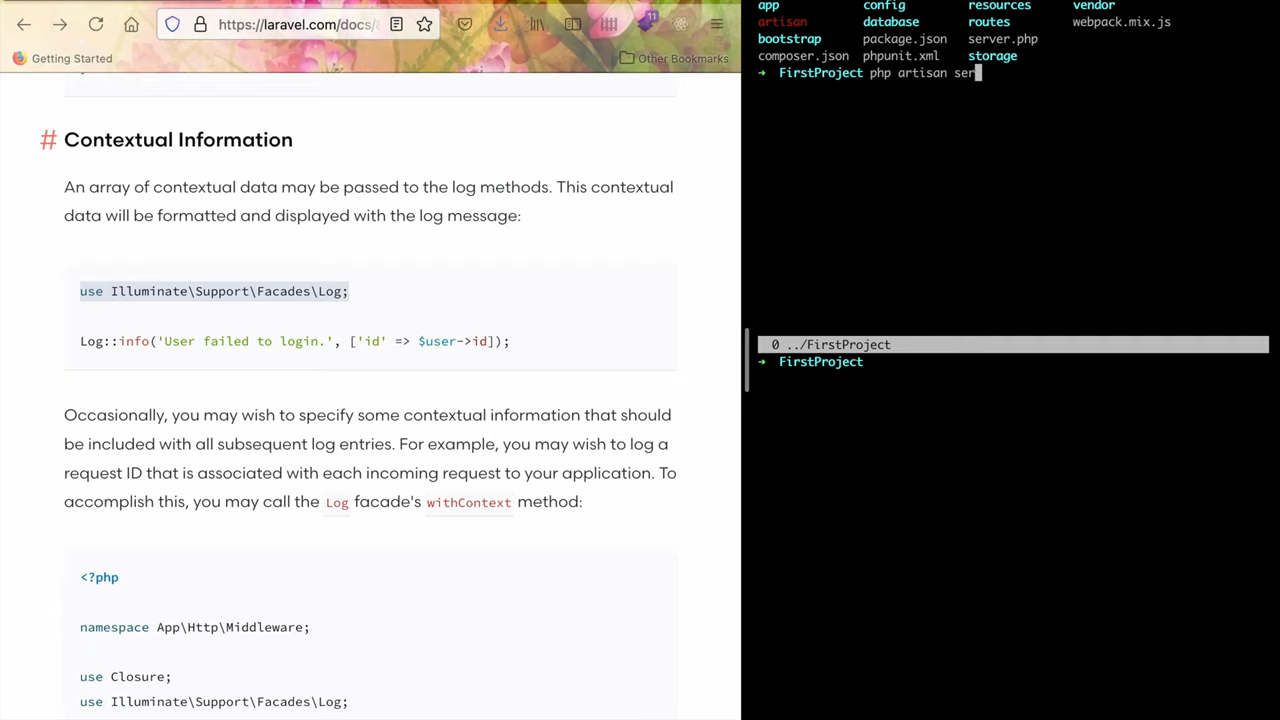 https://laravel.com/docs/
11
Getting Started
Other Bookmarks
# Contextual Information
An array of contextual data may be passed to the log methods. This contextual
data will be formatted and displayed with the log message:
use Illuminate\Support\Facades\Log;
Log::info('User failed to login.', ['id' => $user->id]);
Occasionally, you may wish to specify some contextual information that should
be included with all subsequent log entries. For example, you may wish to log a
request ID that is associated with each incoming request to your application. To
accomplish this, you may call the Log facade's withContext method:
<?php
namespace App\Http\Middleware;
use Closure;
use Illuminate\Support\Facades\Log;
app config resources vendor
artisan database routes webpack.mix.js
bootstrap package.json server.php
composer.json phpunit.xml storage
→ FirstProject php artisan ser
0 ../FirstProject
→ FirstProject